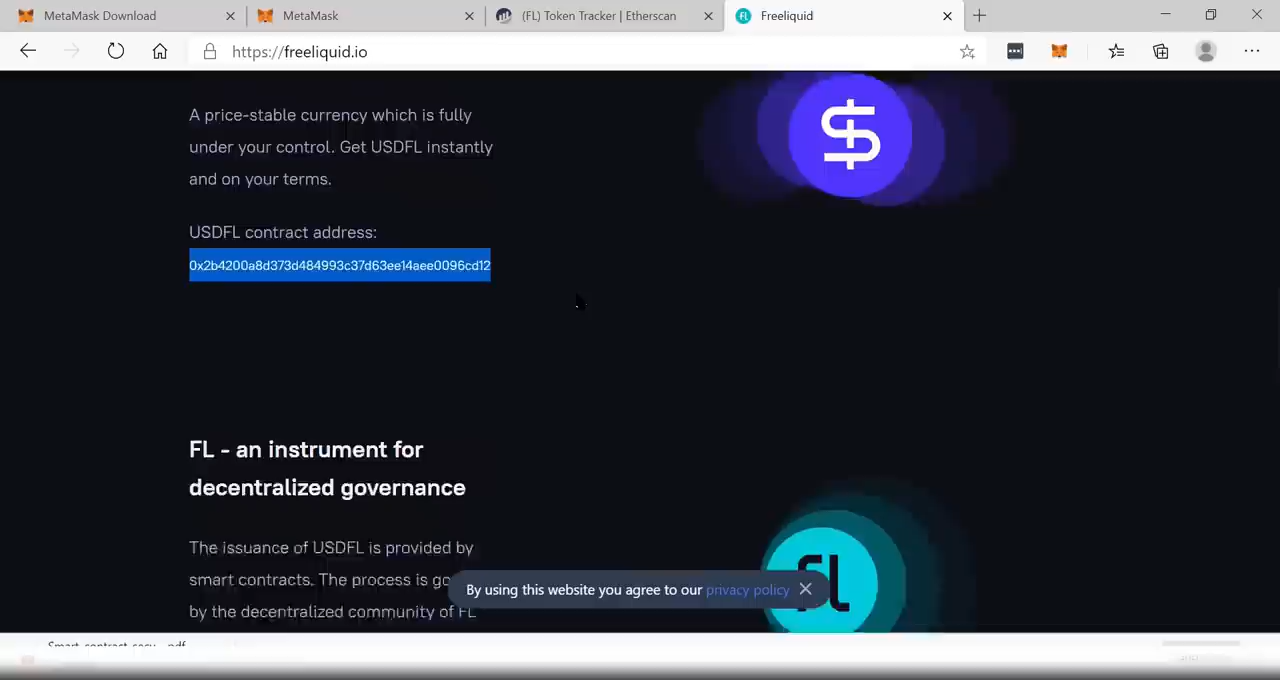 MetaMask Download
MetaMask
(FL) Token Tracker | Etherscan
FL Freeliquid
https://freeliquid.io
A price-stable currency which is fully
under your control. Get USDFL instantly
and on your terms.
USDFL contract address:
0x2b4200a8d373d484993c37d63ee14aee0096cd12
FL - an instrument for
decentralized governance
The issuance of USDFL is provided by
smart contracts. The process is go
by the decentralized community of FL
FL
By using this website you agree to our privacy policy